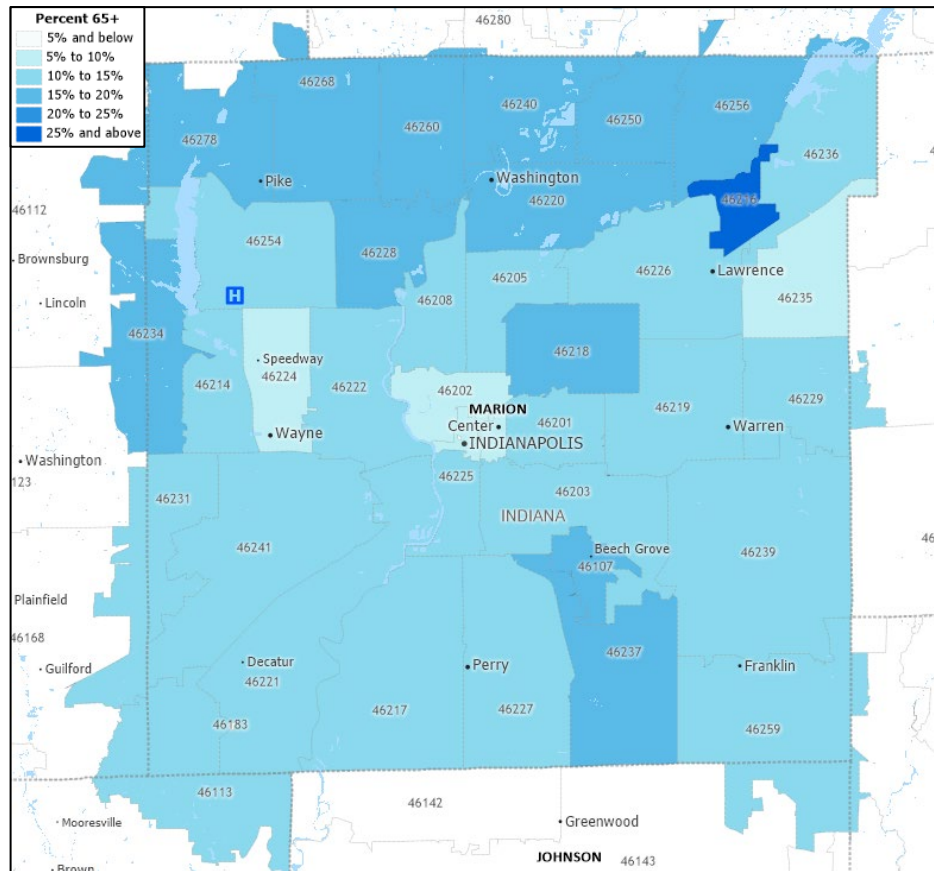 Percent 65+
5% and below
5% to 10%
10% to 15%
15% to 20%
20% to 25%
25% and above
46280
46268
46240
46250
46256
46260
46278
46236
Pike
Washington
46216
46220
46112
46254
46228
Brownsburg
46205
46226
Lawrence
Lincoln
H
46208
46235
46234
46218
Speedway
46214
46224
46222
46202
46229
MARION
46219
Center
46201
Warren
Wayne
INDIANAPOLIS
Washington
123
46225
46231
46203
INDIANA
46241
Beech Grove
46239
46107
Plainfield
46168
46237
Guilford
Decatur
Perry
Franklin
46221
46217
46227
46183
46259
46113
46142
Mooresville
Greenwood
JOHNSON
46143
Brown